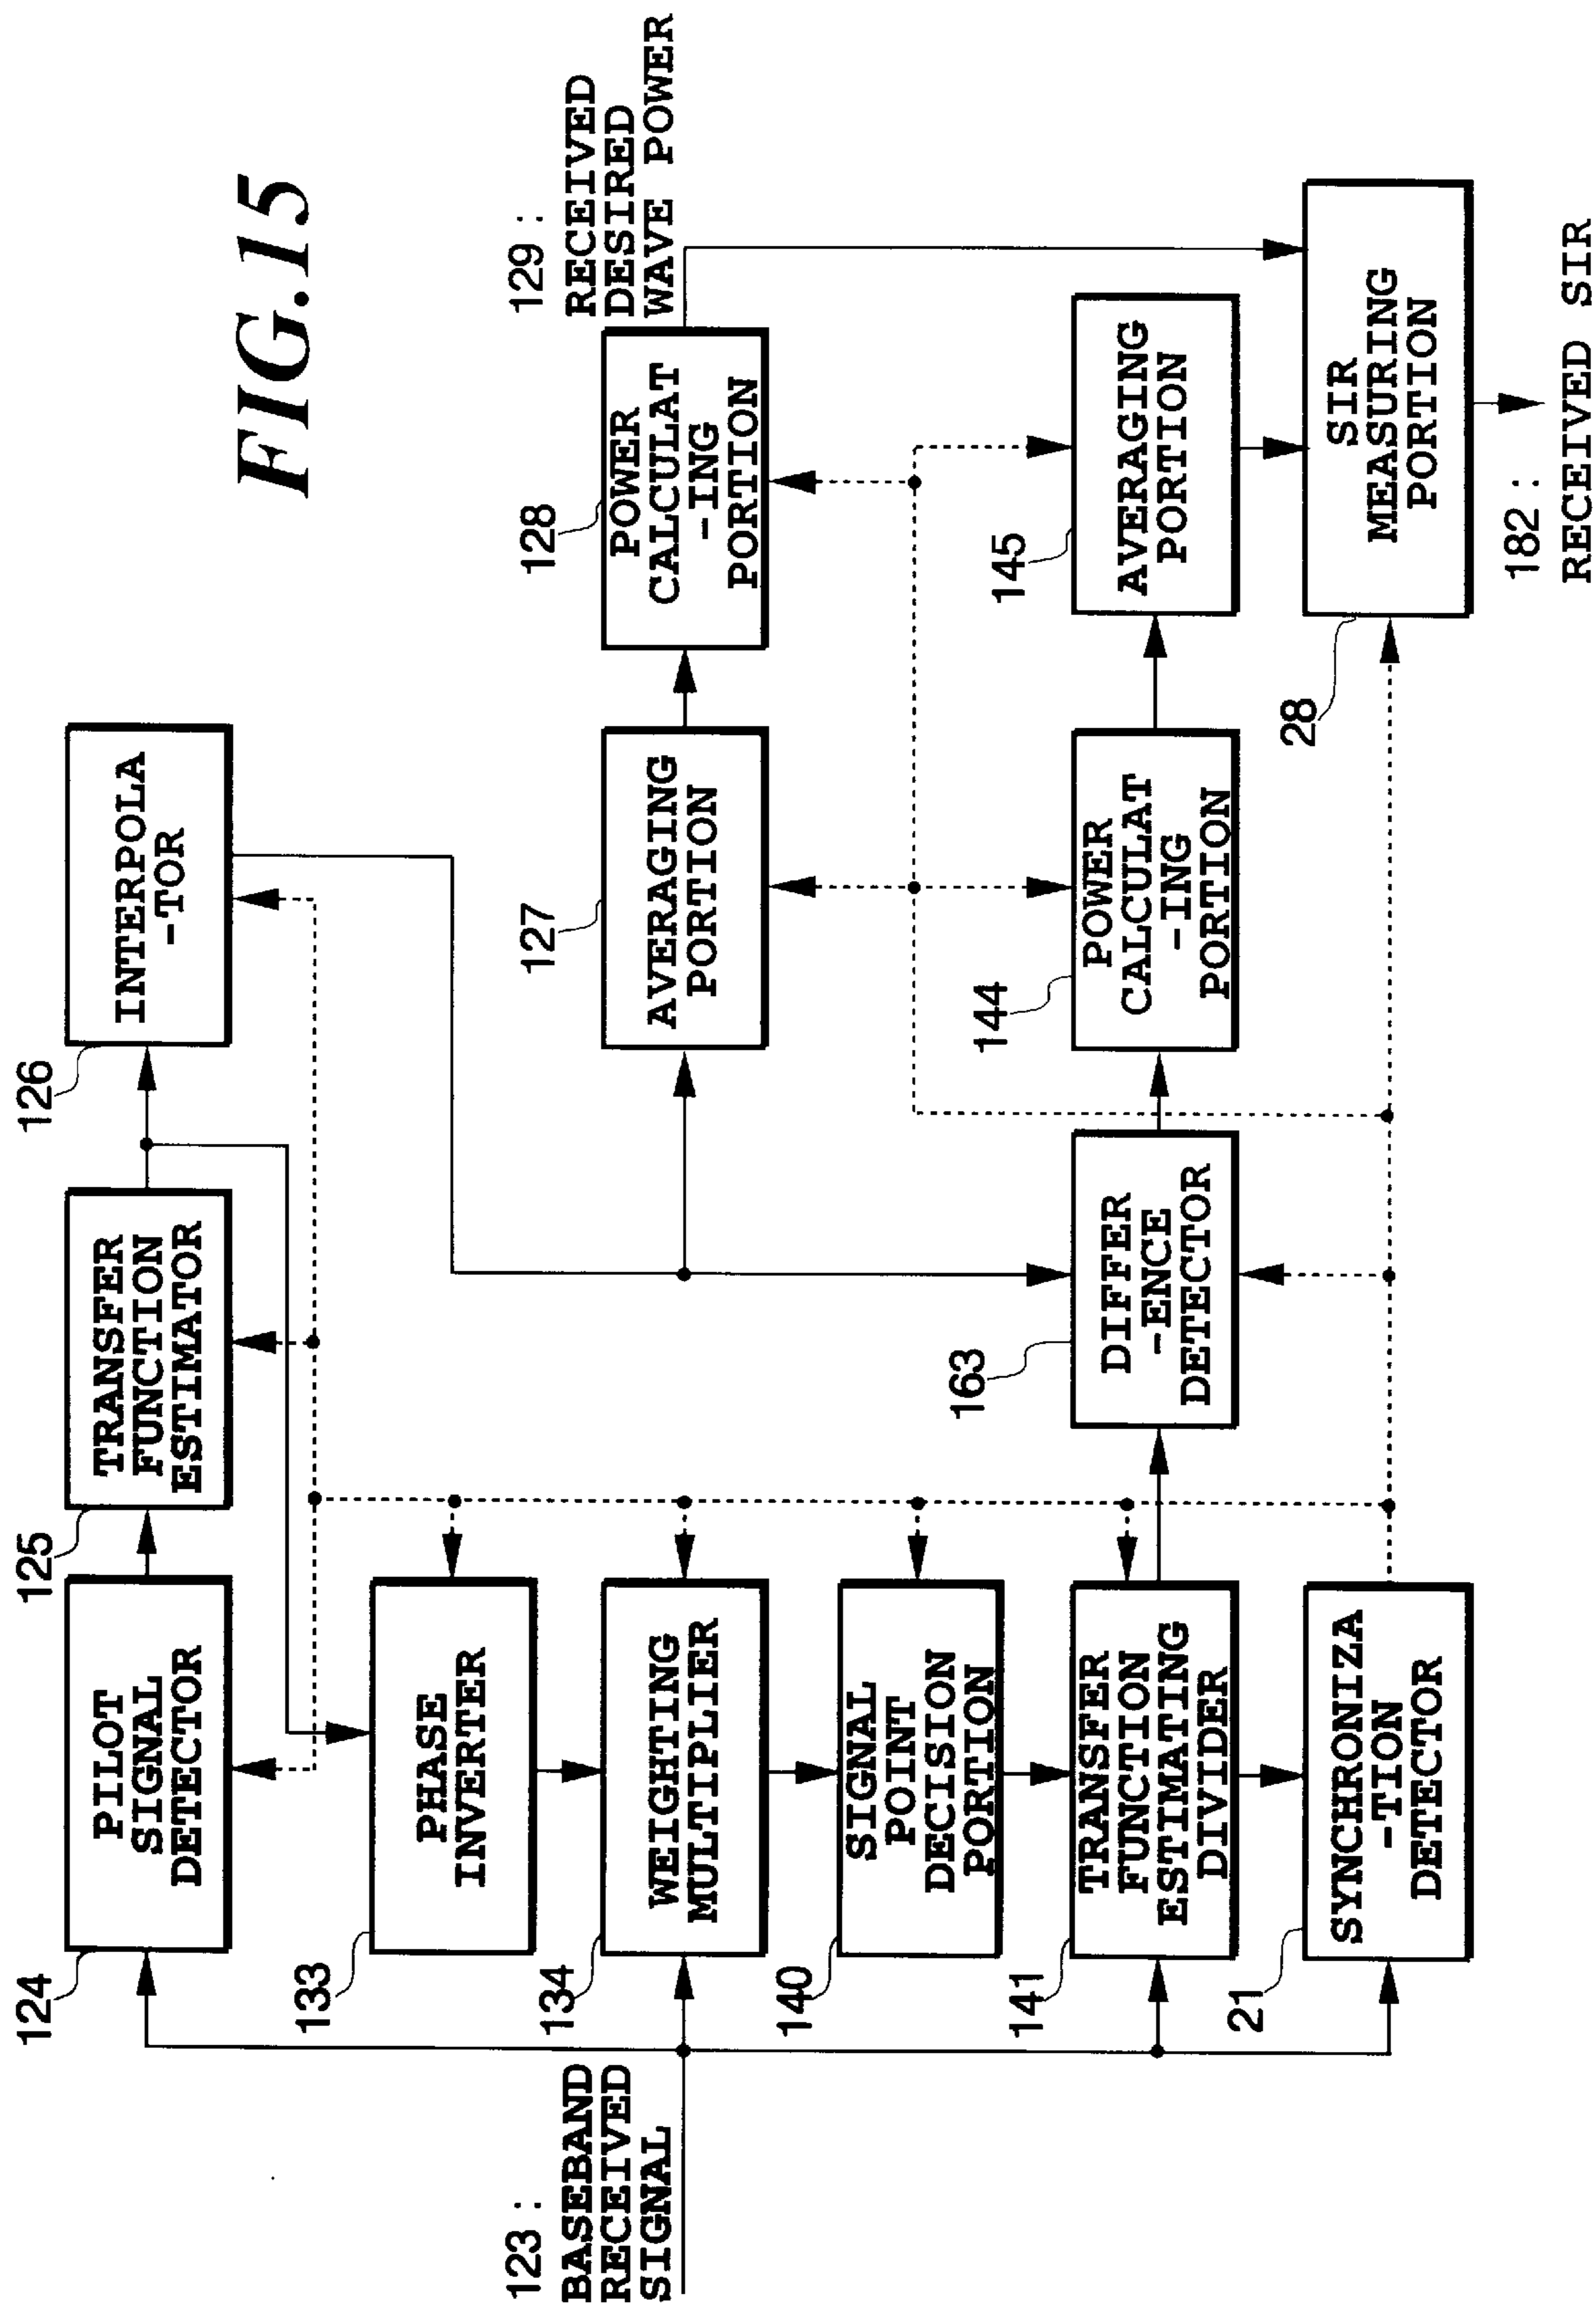 FIG.15
124
PILOT
SIGNAL
DETECTOR
125
TRANSFER
FUNCTION
ESTIMATOR
126
INTERPOLA
-TOR
133
PHASE
INVERTER
123 :
BASEBAND
RECEIVED
SIGNAL
134
WEIGHTING
MULTIPLIER
127
AVERAGING
PORTION
128
POWER
CALCULAT
-ING
PORTION
129 :
RECEIVED
DESIRED
WAVE POWER
140
SIGNAL
POINT
DECISION
PORTION
141
TRANSFER
FUNCTION
ESTIMATING
DIVIDER
163
DIFFER
-ENCE
DETECTOR
144
POWER
CALCULAT
-ING
PORTION
145
AVERAGING
PORTION
21
SYNCHRONIZA
-TION
DETECTOR
28
SIR
MEASURING
PORTION
182 :
RECEIVED SIR